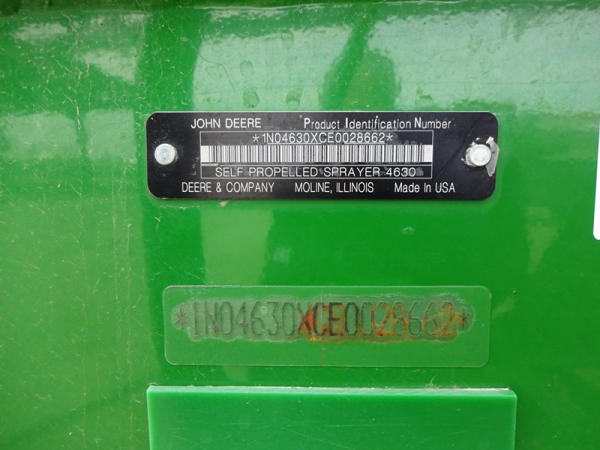 JOHN DEERE Product Identification Number
*1N04630XCE0028662*
SELF PROPELLED SPRAYER 4630
DEERE & COMPANY MOLINE, ILLINOIS Made In USA
*1N04630XCE0028662*